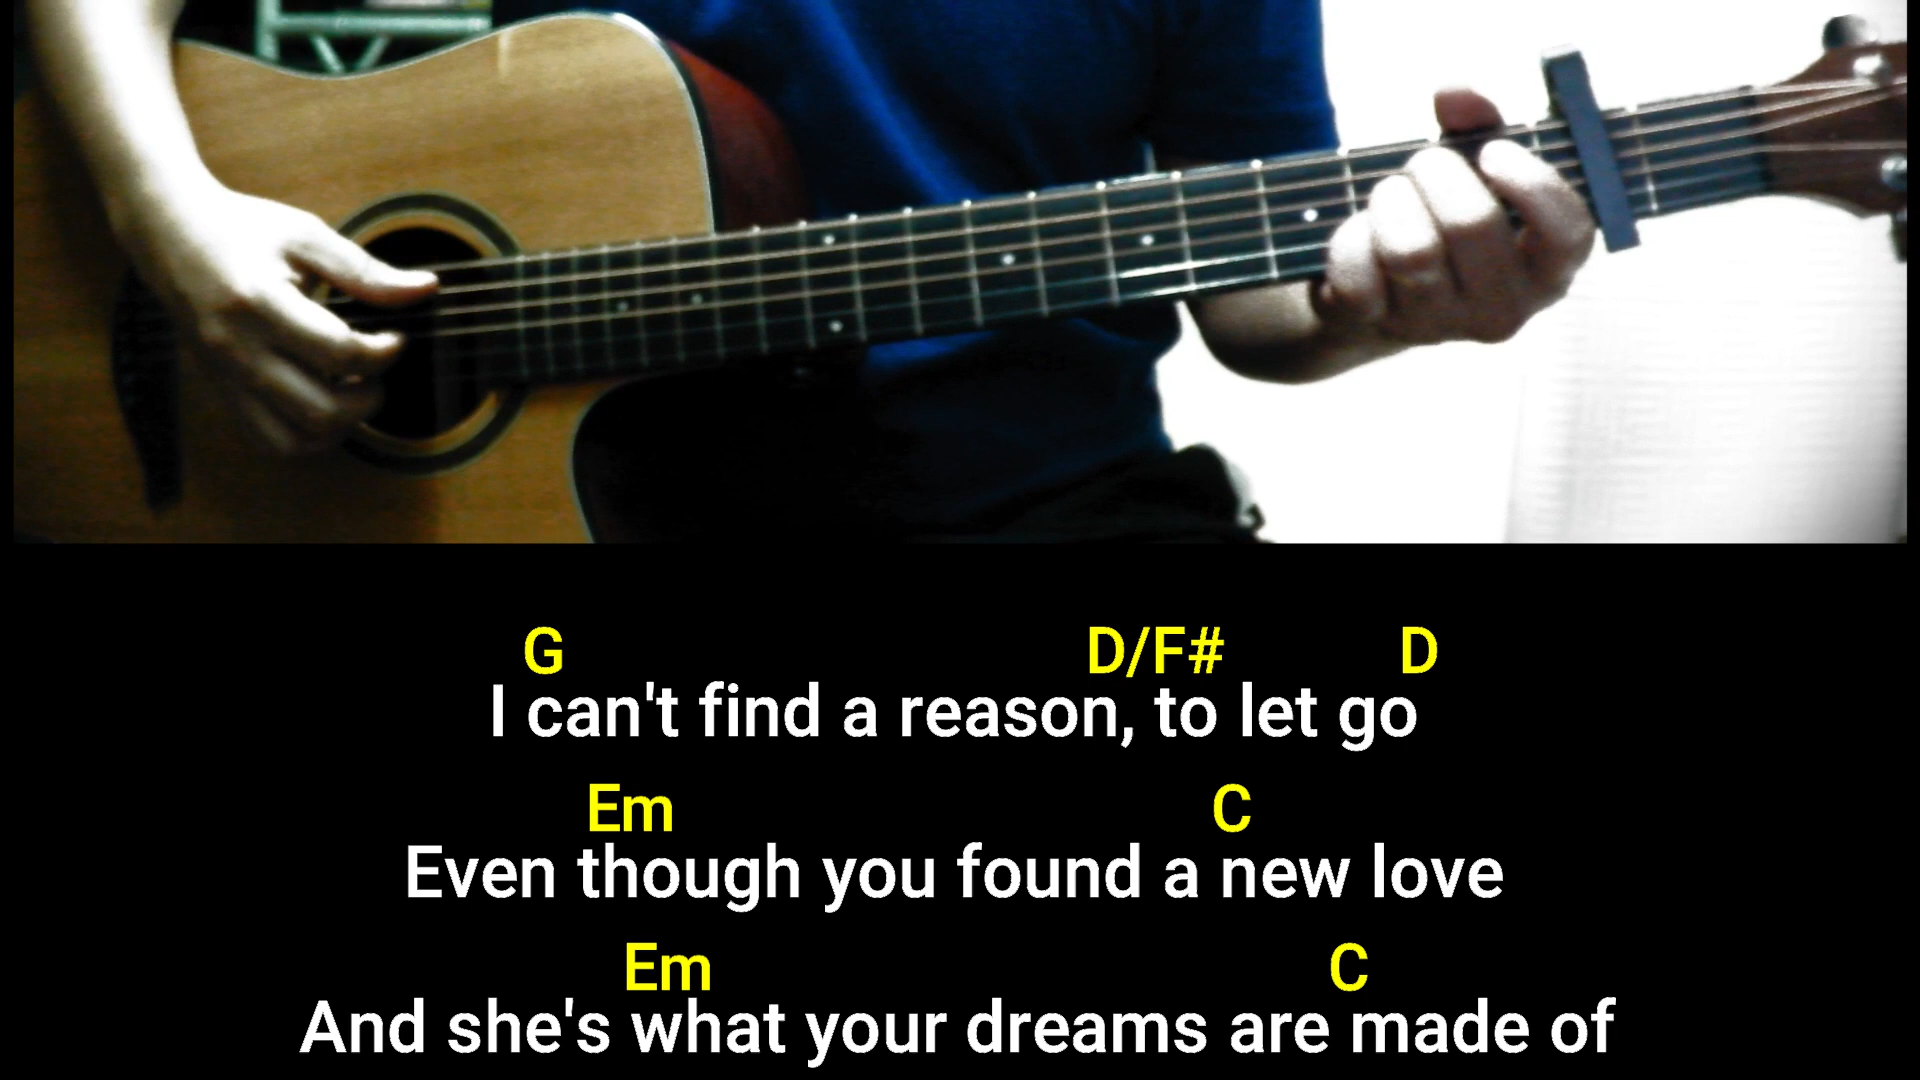 G D/F# D
I can't find a reason, to let go
Em C
Even though you found a new love
Em C
And she's what your dreams are made of